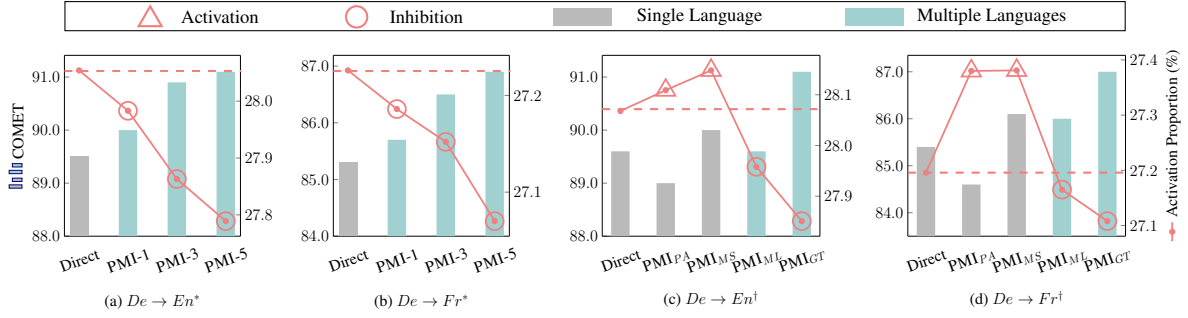 Activation Inhibition Single Language Multiple Languages
COMET
91.0
90.0
89.0
88.0
28.0
27.9
27.8
Direct PMI-1 PMI-3 PMI-5
(a) De → En*
87.0
86.0
85.0
84.0
27.2
27.1
Direct PMI-1 PMI-3 PMI-5
(b) De → Fr*
91.0
90.0
89.0
88.0
28.1
28.0
27.9
Direct PMI_PA PMI_MS PMI_ML PMI_GT
(c) De → En†
87.0
86.0
85.0
84.0
27.4
27.3
27.2
27.1
Direct PMI_PA PMI_MS PMI_ML PMI_GT
(d) De → Fr†
Activation Proportion (%)